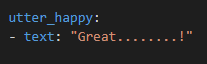 utter_happy:
- text: "Great........!"